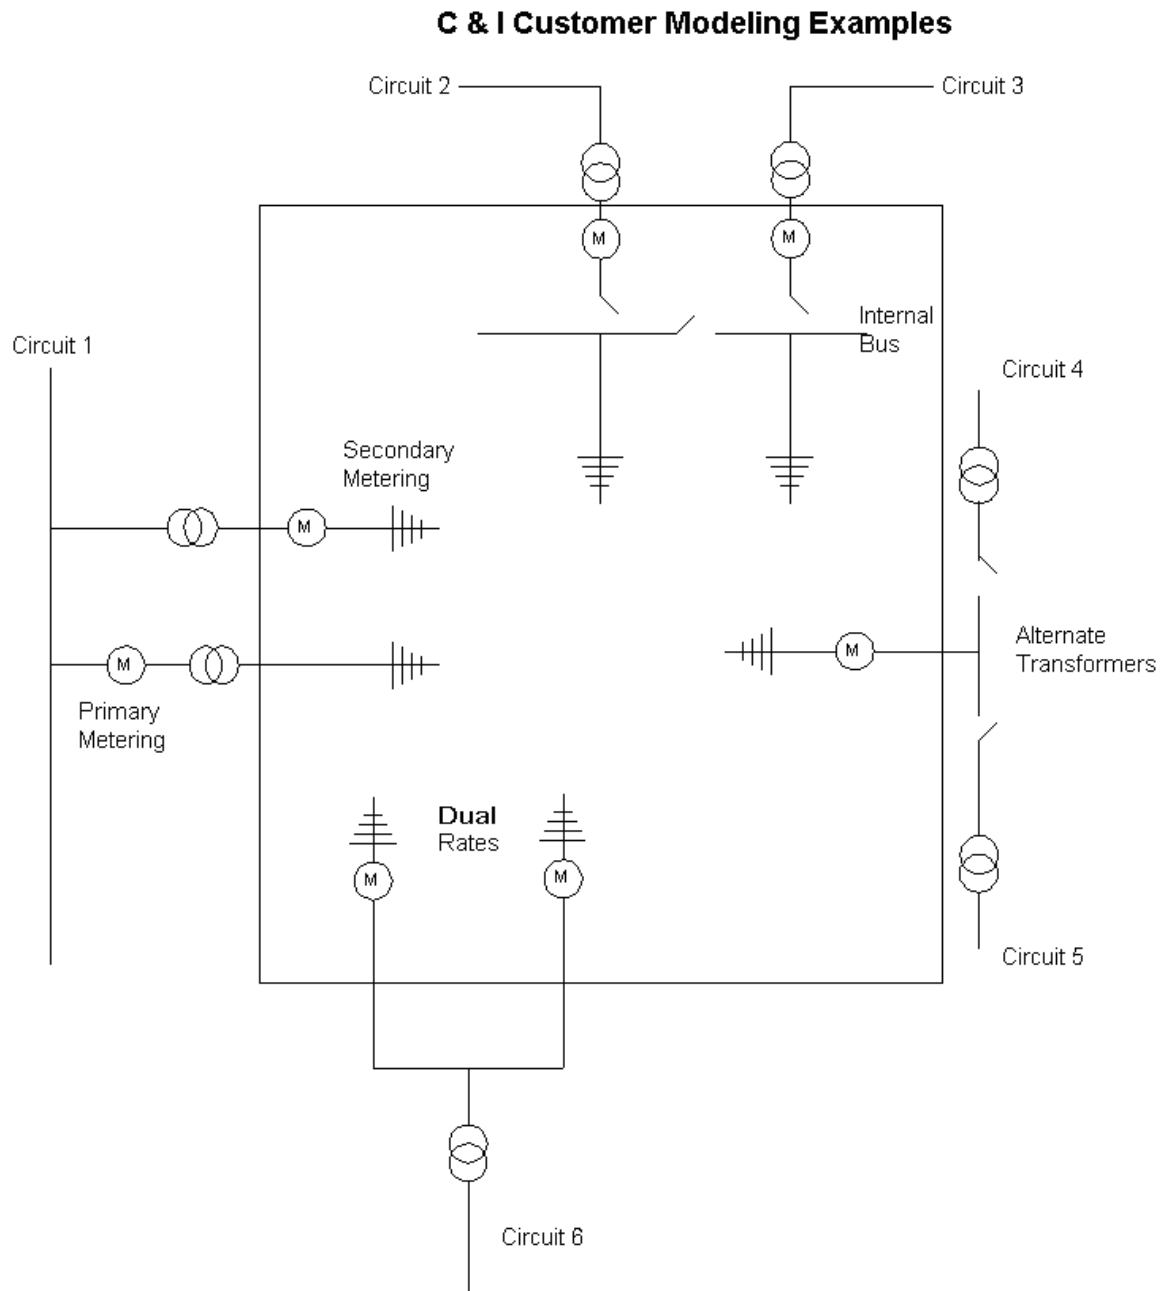 C & I Customer Modeling Examples
Circuit 2
Circuit 3
M
M
Internal
Bus
Circuit 1
Circuit 4
Secondary
Metering
M
Alternate
Transformers
M
M
Primary
Metering
Dual
Rates
M
M
Circuit 5
Circuit 6